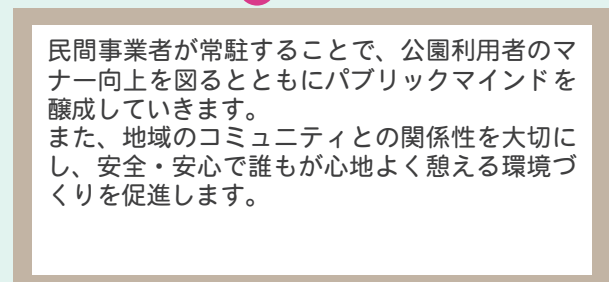 民間事業者が常駐することで、公園利用者のマ
ナー向上を図るとともにパブリックマインドを
醸成していきます。
また、地域のコミュニティとの関係性を大切に
し、安全・安心で誰もが心地よく憩える環境づ
くりを促進します。